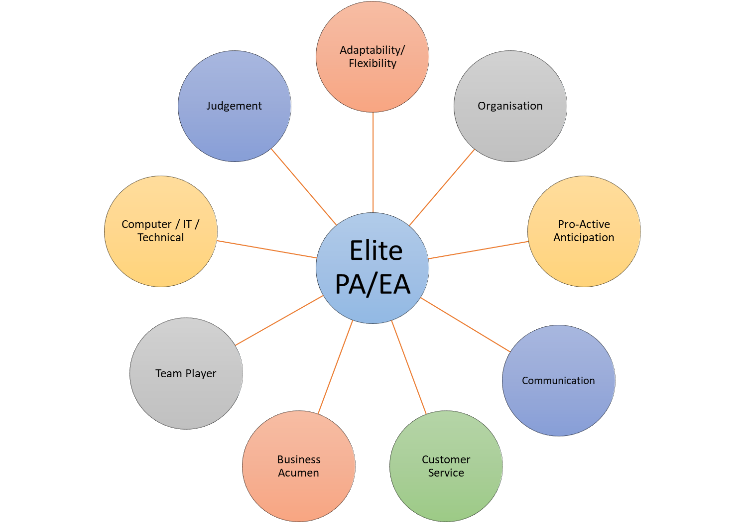 Adaptability/
Flexibility
Organisation
Pro-Active
Anticipation
Communication
Customer
Service
Business
Acumen
Team Player
Computer / IT /
Technical
Judgement
Elite
PA/EA